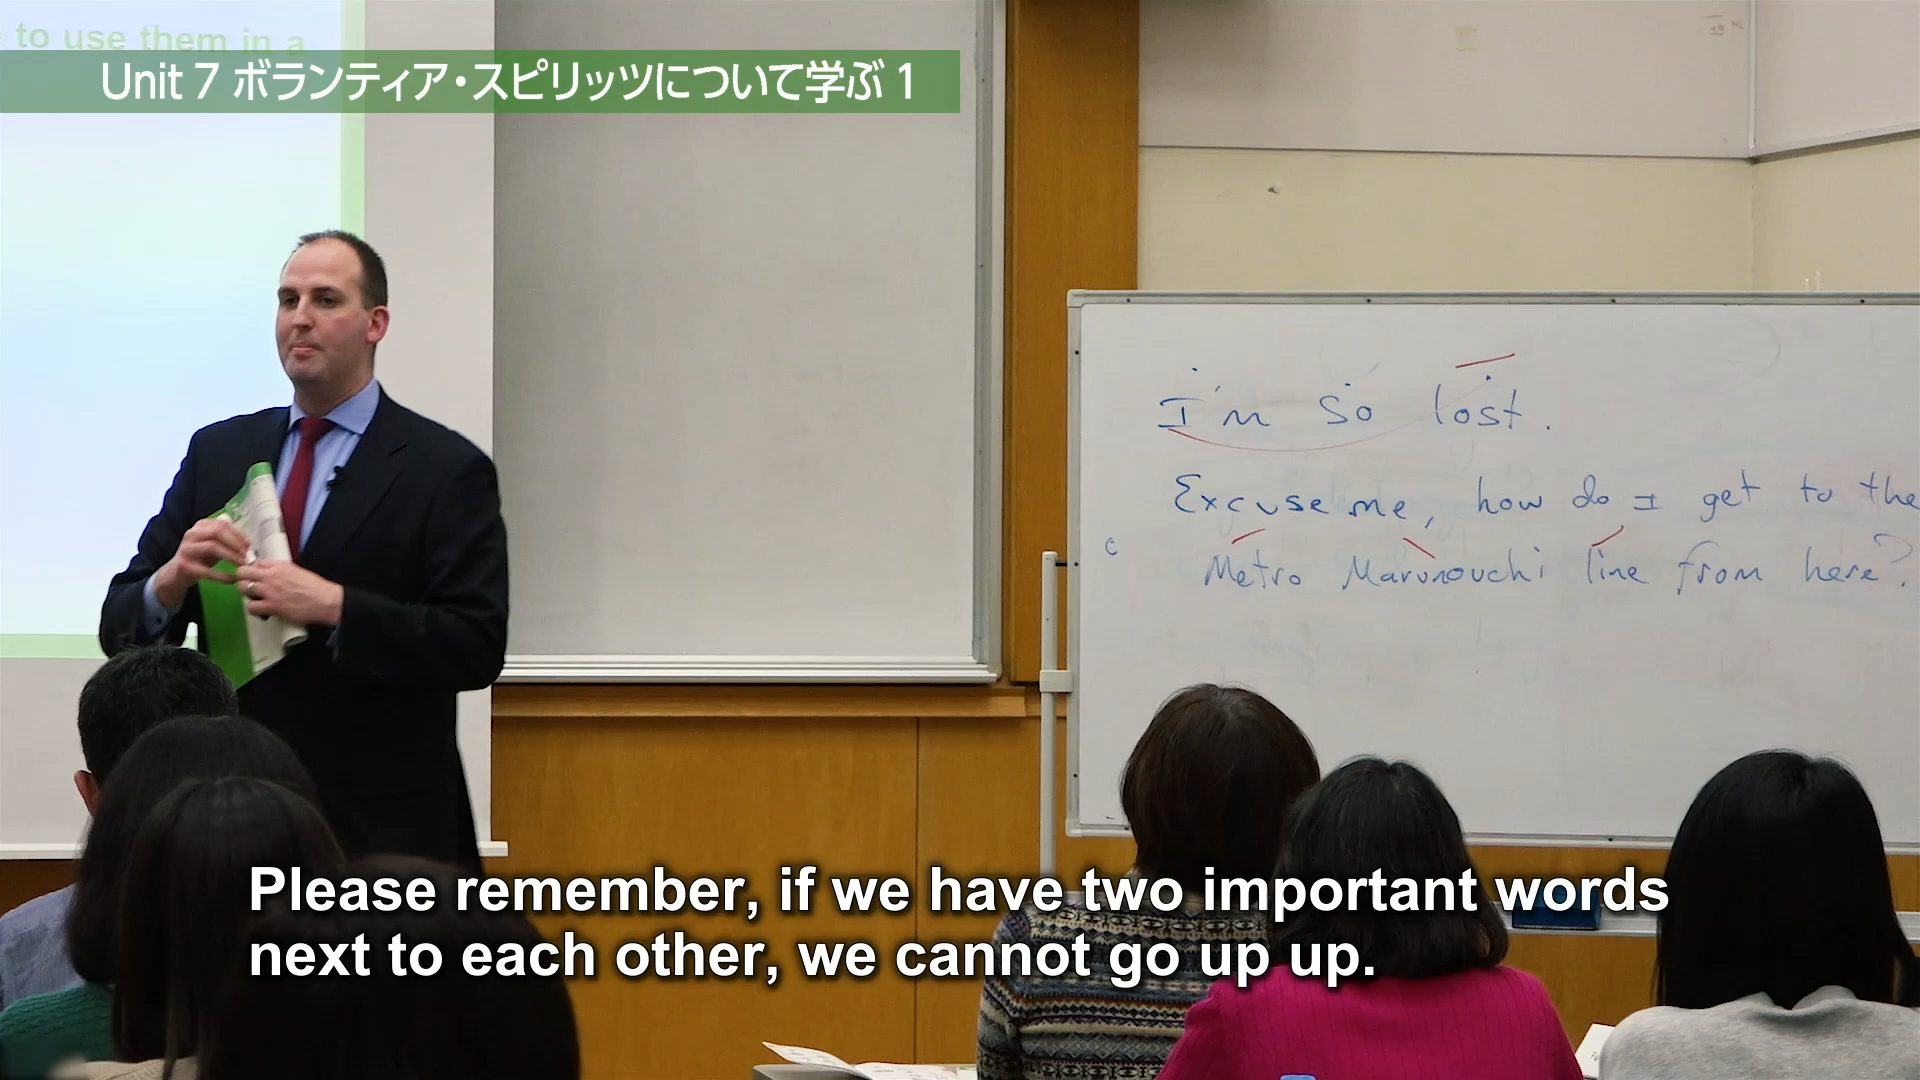 to use them in a
Unit 7 ボランティア・スピリッツについて学ぶ 1
I'm so lost.
Excuse me, how do I get to the
Metro Marunouchi line from here?
Please remember, if we have two important words
next to each other, we cannot go up up.